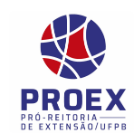 PROEX
PRÓ-REITORIA
DE EXTENSÃO/UFPB